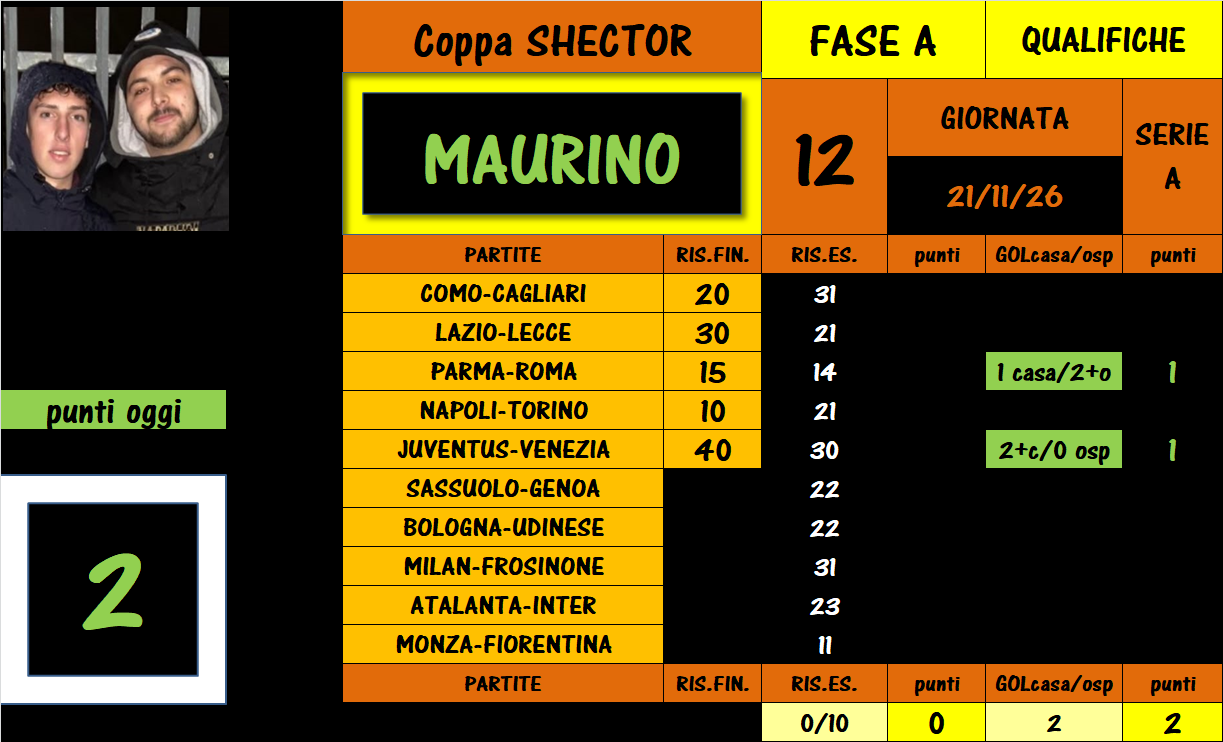 Coppa SHECTOR FASE A QUALIFICHE
MAURINO 12 GIORNATA SERIE A
21/11/26
PARTITE RIS.FIN. RIS.ES. punti GOLcasa/osp punti
COMO-CAGLIARI 20 31
LAZIO-LECCE 30 21
PARMA-ROMA 15 14 1 casa/2+o 1
NAPOLI-TORINO 10 21
punti oggi
JUVENTUS-VENEZIA 40 30 2+c/0 osp 1
SASSUOLO-GENOA 22
BOLOGNA-UDINESE 22
MILAN-FROSINONE 31
2
ATALANTA-INTER 23
MONZA-FIORENTINA 11
PARTITE RIS.FIN. RIS.ES. punti GOLcasa/osp punti
0/10 0 2 2